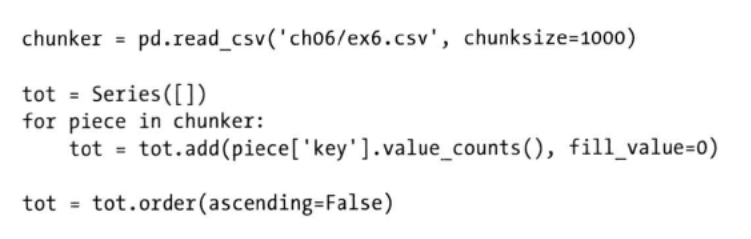 chunker = pd.read_csv('ch06/ex6.csv', chunksize=1000)
tot = Series([])
for piece in chunker:
    tot = tot.add(piece['key'].value_counts(), fill_value=0)
tot = tot.order(ascending=False)